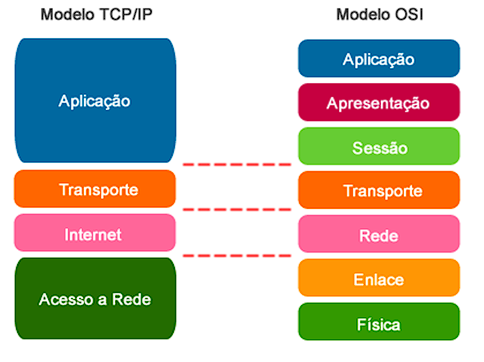 Modelo TCP/IP
Aplicação
Transporte
Internet
Acesso a Rede
Modelo OSI
Aplicação
Apresentação
Sessão
Transporte
Rede
Enlace
Física